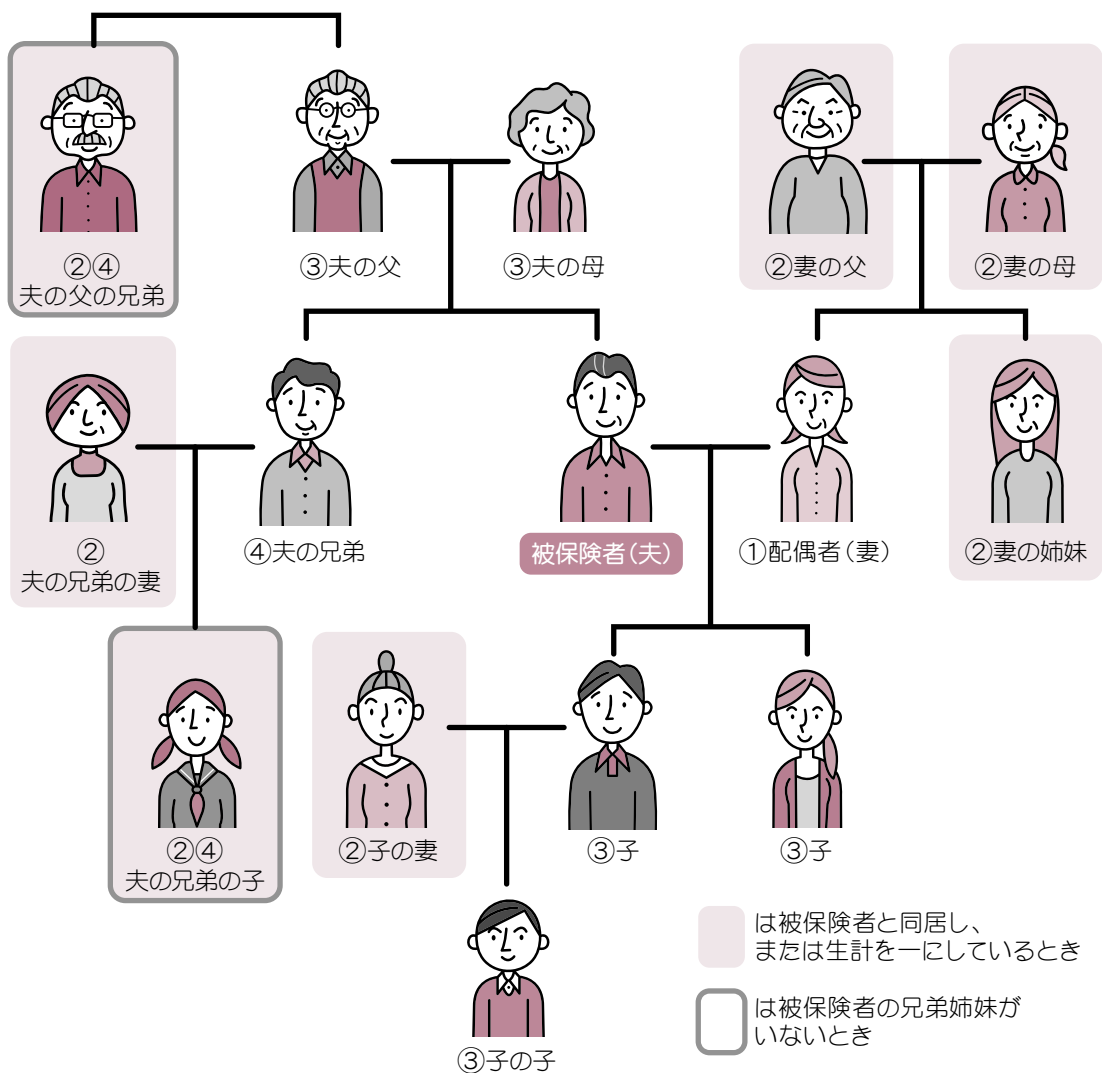 ②④
夫の父の兄弟
③夫の父
③夫の母
②妻の父
②妻の母
②
夫の兄弟の妻
④夫の兄弟
被保険者(夫)
①配偶者(妻)
②妻の姉妹
②④
夫の兄弟の子
②子の妻
③子
③子
③子の子
は被保険者と同居し、
または生計を一にしているとき
は被保険者の兄弟姉妹が
いないとき